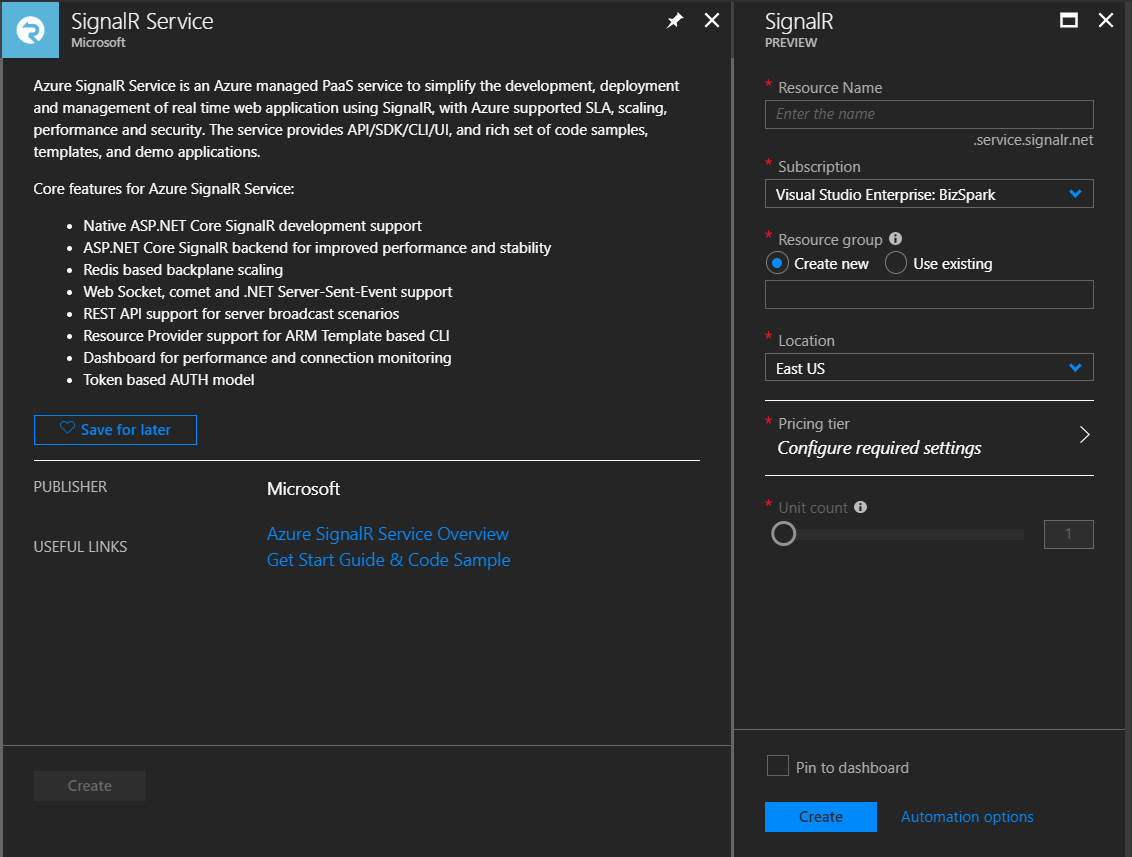 SignalR Service
Microsoft
Azure SignalR Service is an Azure managed PaaS service to simplify the development, deployment
and management of real time web application using SignalR, with Azure supported SLA, scaling,
performance and security. The service provides API/SDK/CLI/UI, and rich set of code samples,
templates, and demo applications.
Core features for Azure SignalR Service:
• Native ASP.NET Core SignalR development support
• ASP.NET Core SignalR backend for improved performance and stability
• Redis based backplane scaling
• Web Socket, comet and .NET Server-Sent-Event support
• REST API support for server broadcast scenarios
• Resource Provider support for ARM Template based CLI
• Dashboard for performance and connection monitoring
• Token based AUTH model
Save for later
PUBLISHER
Microsoft
USEFUL LINKS
Azure SignalR Service Overview
Get Start Guide & Code Sample
Create
SignalR
PREVIEW
* Resource Name
Enter the name
.service.signalr.net
* Subscription
Visual Studio Enterprise: BizSpark
* Resource group
Create new
Use existing
* Location
East US
* Pricing tier
Configure required settings
* Unit count
1
Pin to dashboard
Create
Automation options